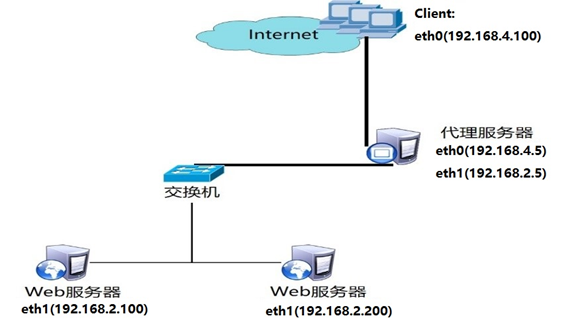 Client:
Internet
eth0(192.168.4.100)
代理服务器
eth0(192.168.4.5)
eth1(192.168.2.5)
交换机
Web服务器
eth1(192.168.2.100)
Web服务器
eth1(192.168.2.200)